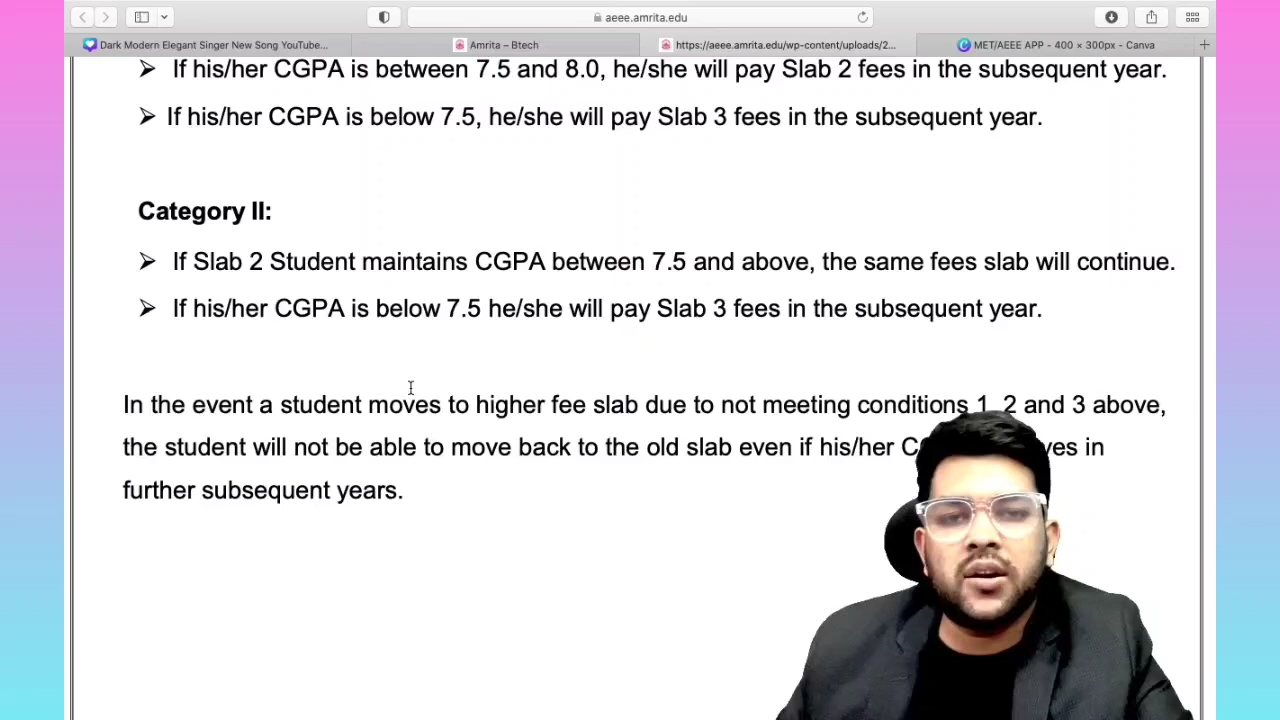 aeee.amrita.edu
Dark Modern Elegant Singer New Song YouTube...
Amrita – Btech
https://aeee.amrita.edu/wp-content/uploads/2...
MET/AEEE APP - 400 × 300px - Canva
➢ If his/her CGPA is between 7.5 and 8.0, he/she will pay Slab 2 fees in the subsequent year.
➢ If his/her CGPA is below 7.5, he/she will pay Slab 3 fees in the subsequent year.
Category II:
➢ If Slab 2 Student maintains CGPA between 7.5 and above, the same fees slab will continue.
➢ If his/her CGPA is below 7.5 he/she will pay Slab 3 fees in the subsequent year.
In the event a student moves to higher fee slab due to not meeting conditions 1, 2 and 3 above,
the student will not be able to move back to the old slab even if his/her in
further subsequent years.